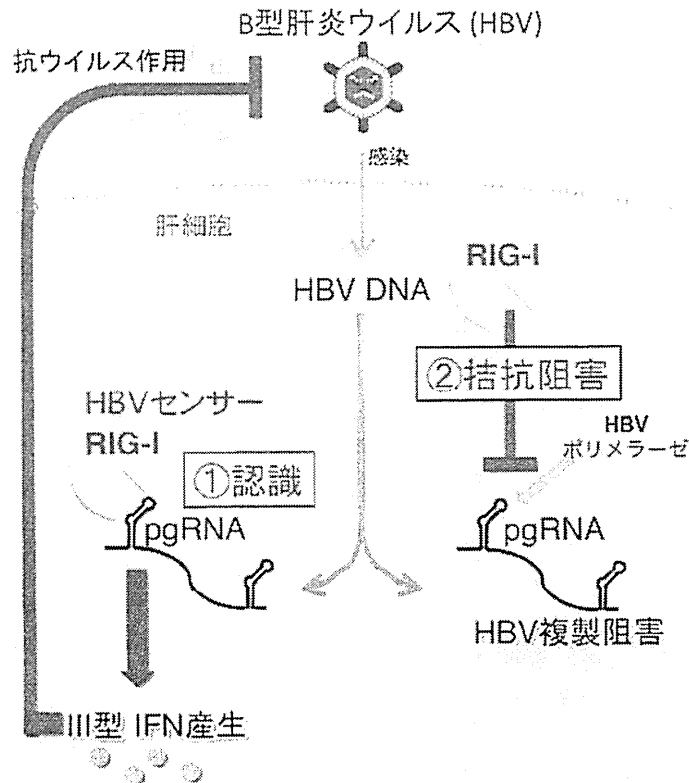 B型肝炎ウイルス (HBV)
抗ウイルス作用
感染
肝細胞
RIG-I
HBV DNA
②拮抗阻害
HBVセンサー
RIG-I
HBV
ポリメラーゼ
①認識
pgRNA
pgRNA
HBV複製阻害
III型 IFN産生